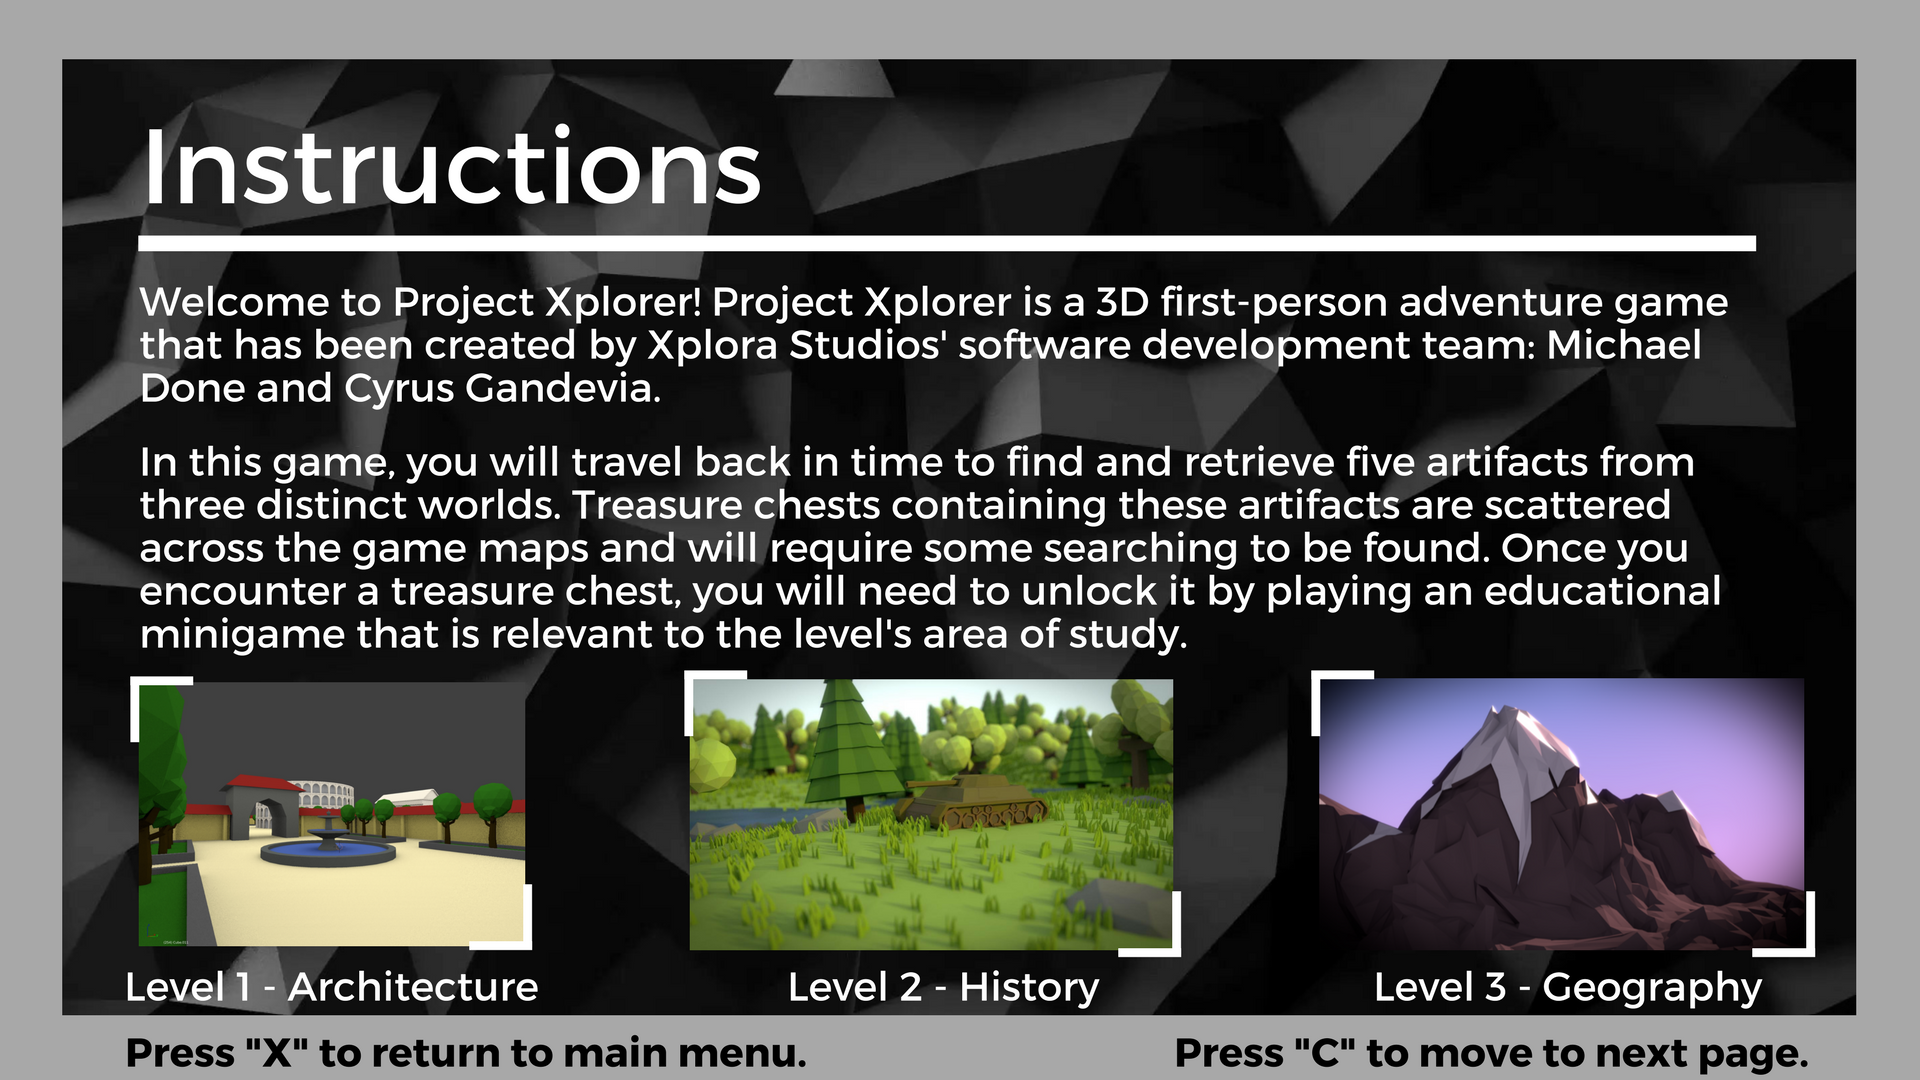 Instructions
Welcome to Project Xplorer! Project Xplorer is a 3D first-person adventure game
that has been created by Xplora Studios' software development team: Michael
Done and Cyrus Gandevia.
In this game, you will travel back in time to find and retrieve five artifacts from
three distinct worlds. Treasure chests containing these artifacts are scattered
across the game maps and will require some searching to be found. Once you
encounter a treasure chest, you will need to unlock it by playing an educational
minigame that is relevant to the level's area of study.
Level 1 - Architecture
Level 2 - History
Level 3 - Geography
Press "X" to return to main menu.
Press "C" to move to next page.